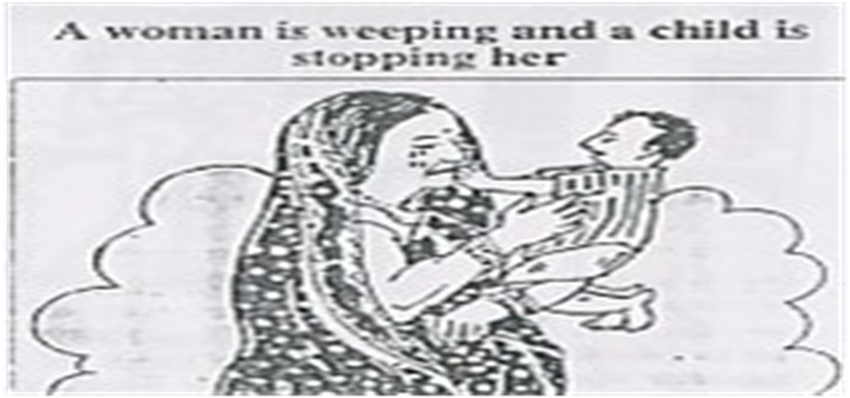 A woman is weeping and a child is
stopping her